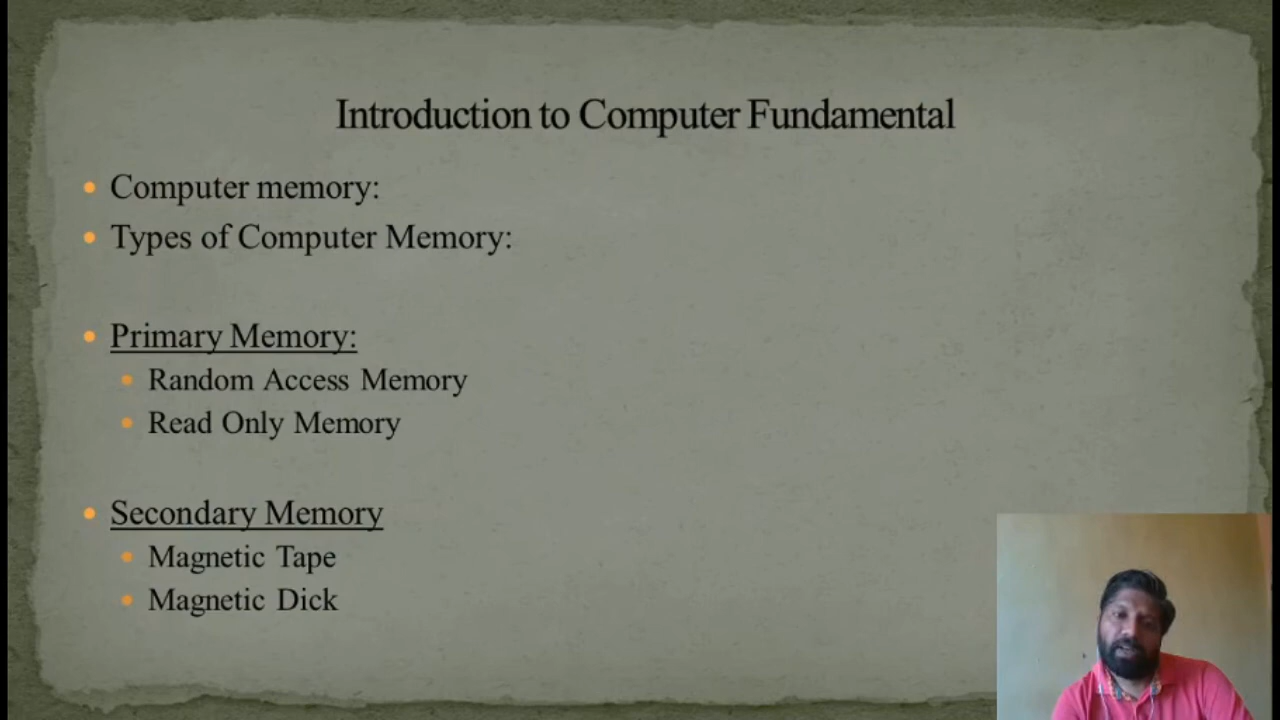 Introduction to Computer Fundamental
Computer memory:
Types of Computer Memory:
Primary Memory:
Random Access Memory
Read Only Memory
Secondary Memory
Magnetic Tape
Magnetic Dick